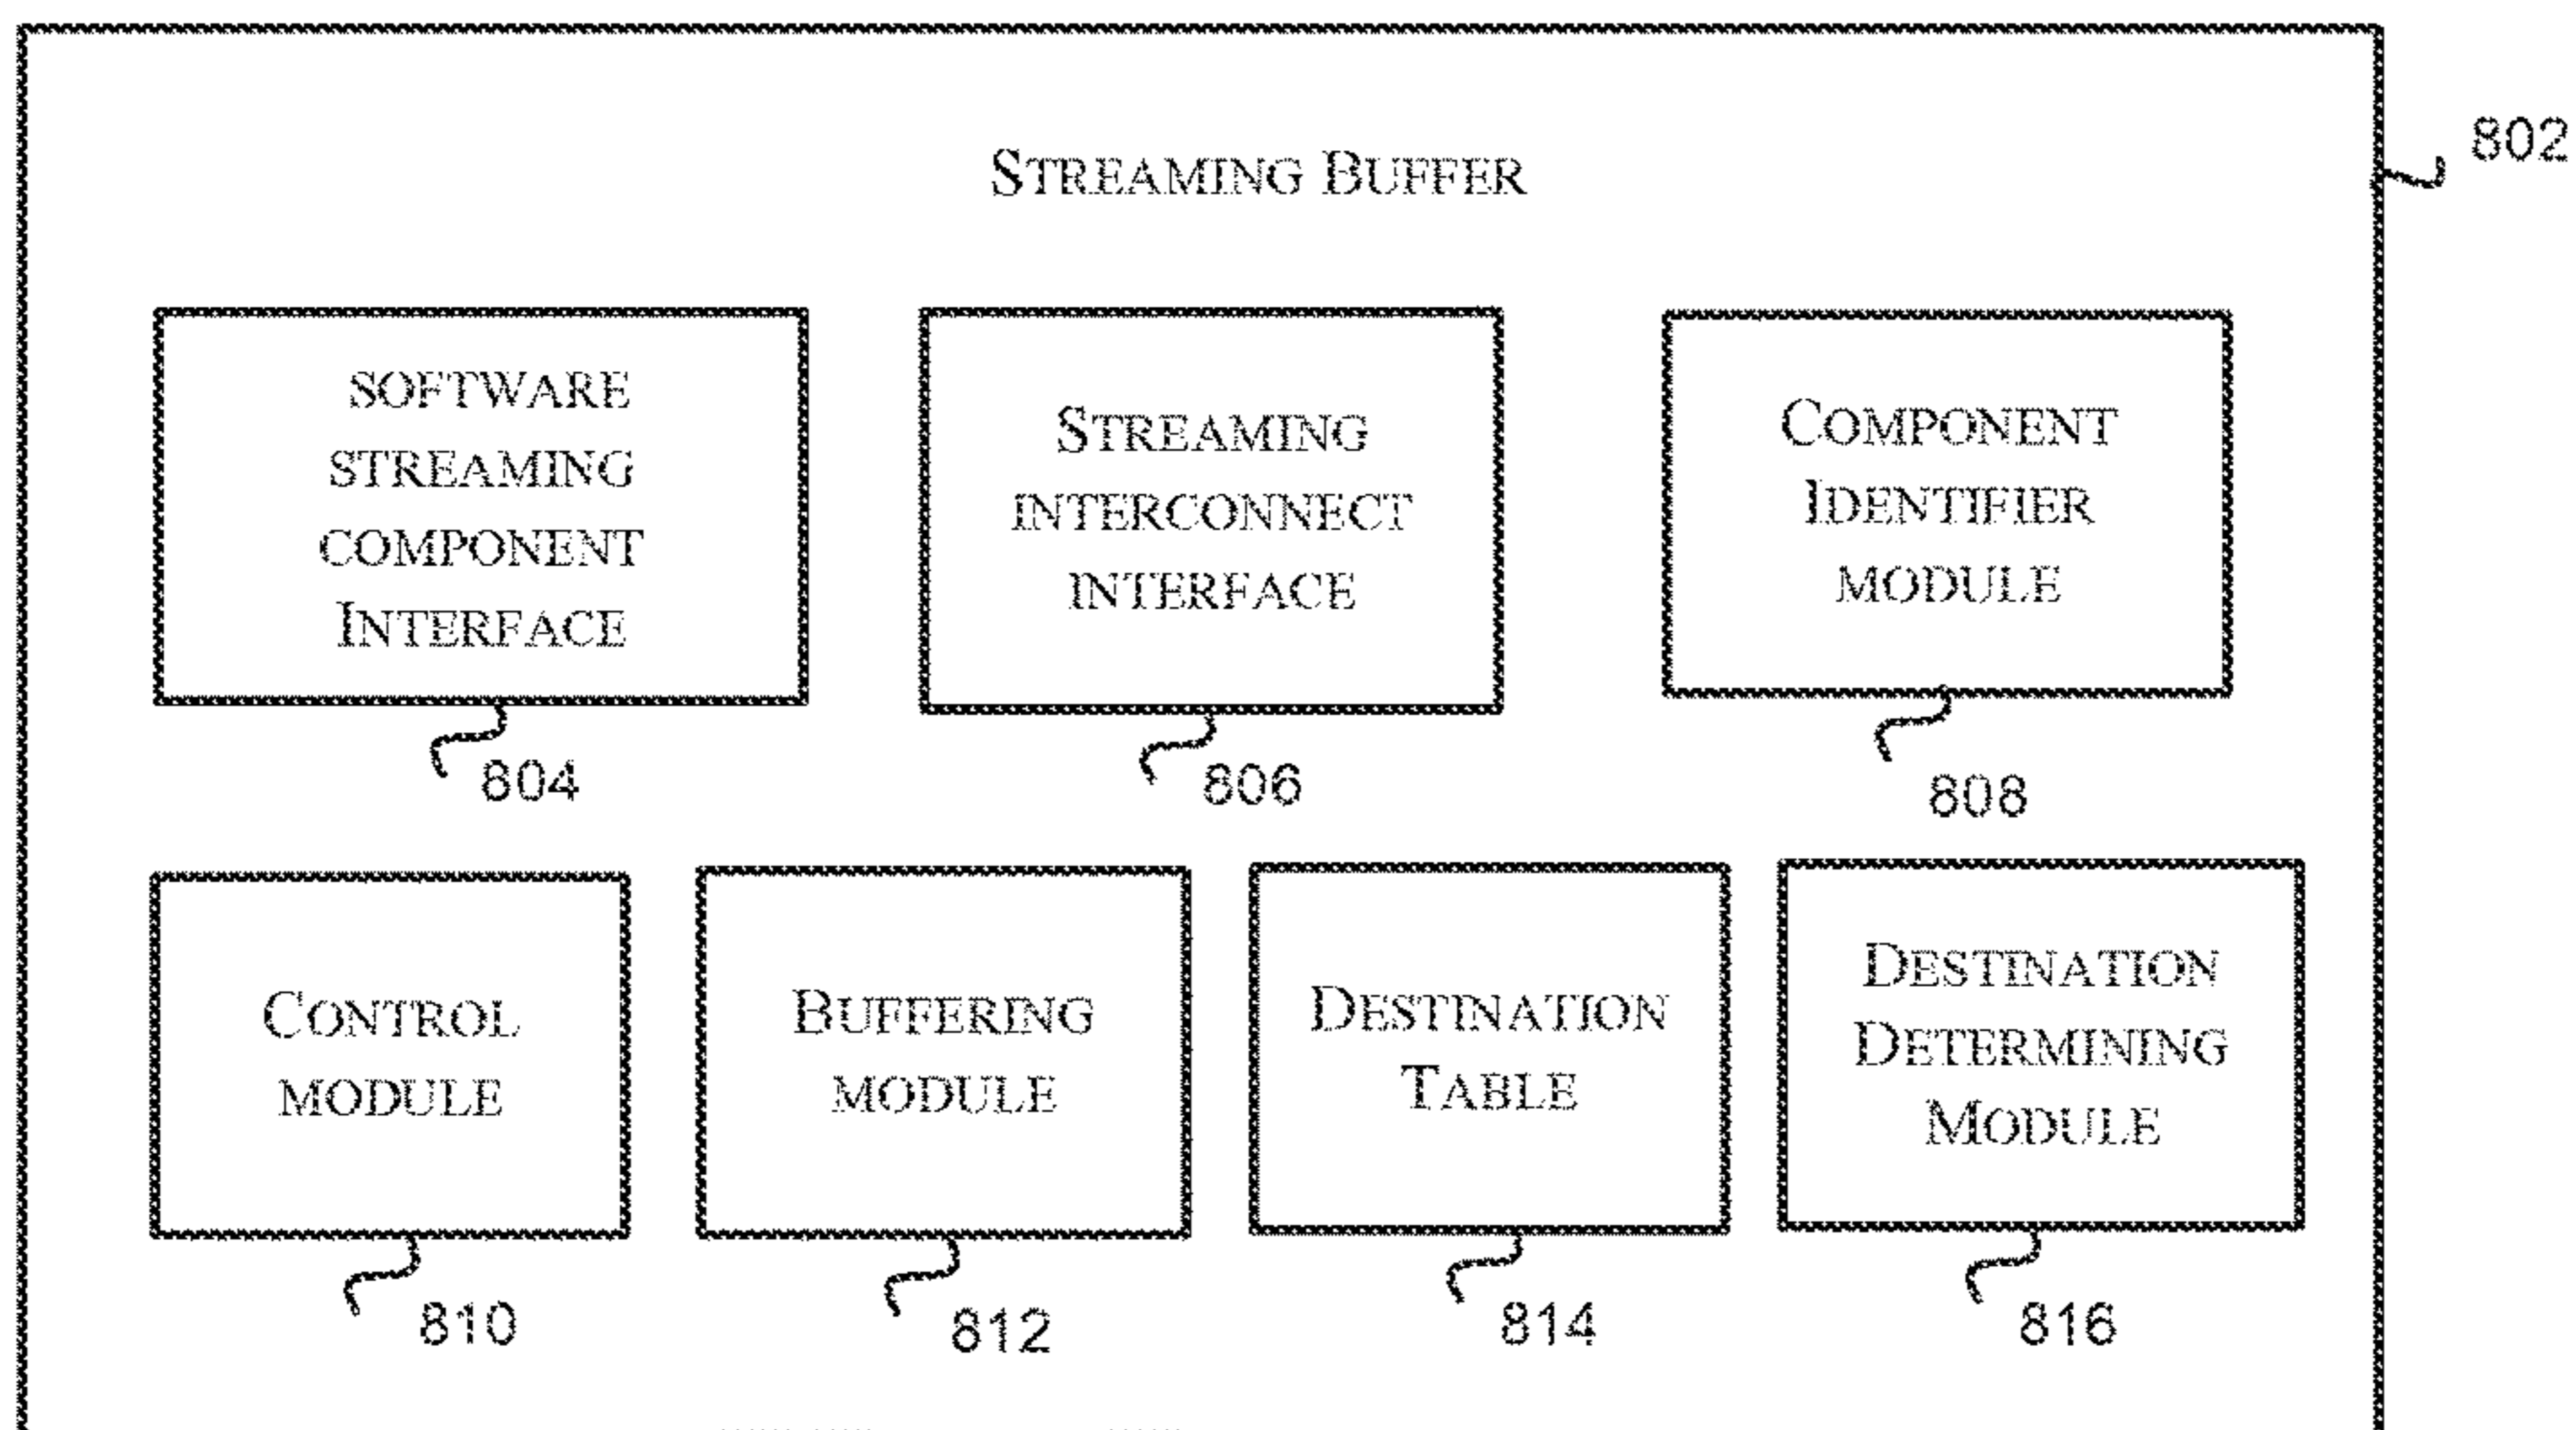 802
STREAMING BUFFER
SOFTWARE
STREAMING
COMPONENT
INTERFACE
804
STREAMING
INTERCONNECT
INTERFACE
806
COMPONENT
IDENTIFIER
MODULE
808
CONTROL
MODULE
810
BUFFERING
MODULE
812
DESTINATION
TABLE
814
DESTINATION
DETERMINING
MODULE
816